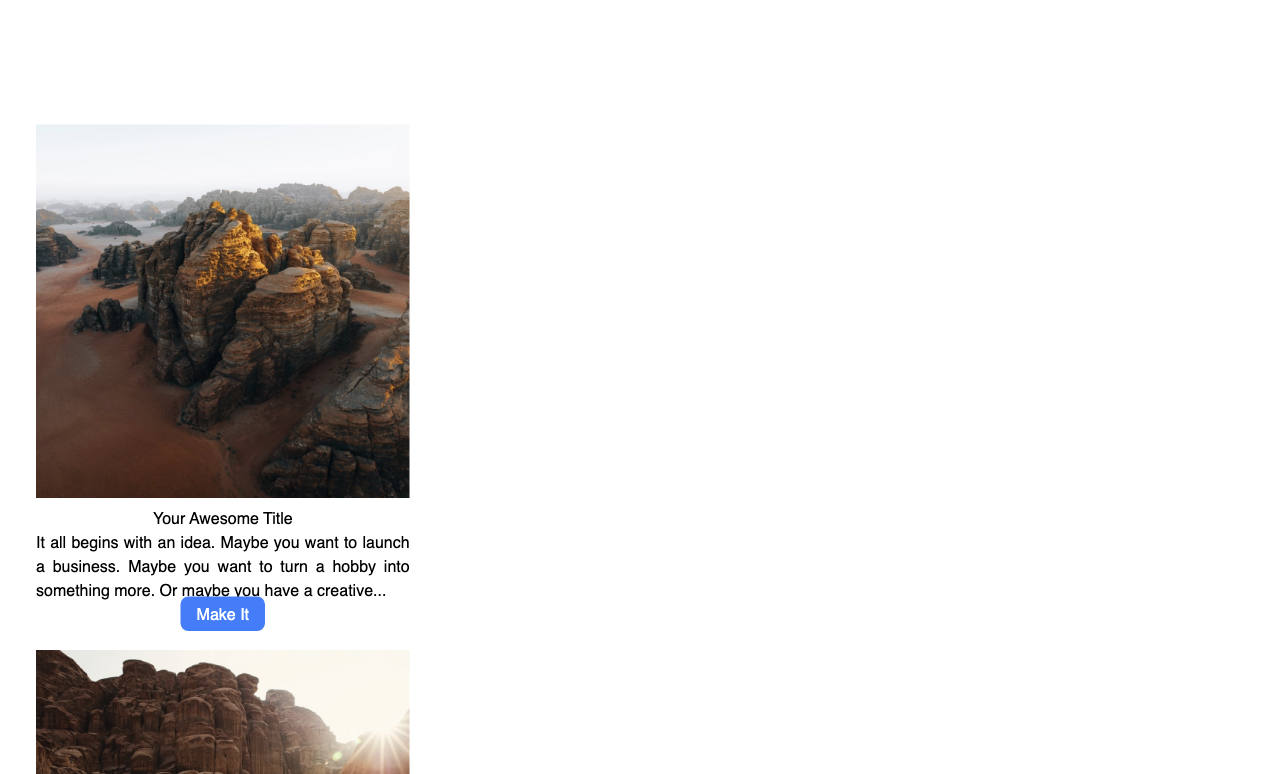 Your Awesome Title
It all begins with an idea. Maybe you want to launch
a business. Maybe you want to turn a hobby into
something more. Or maybe you have a creative...
Make It